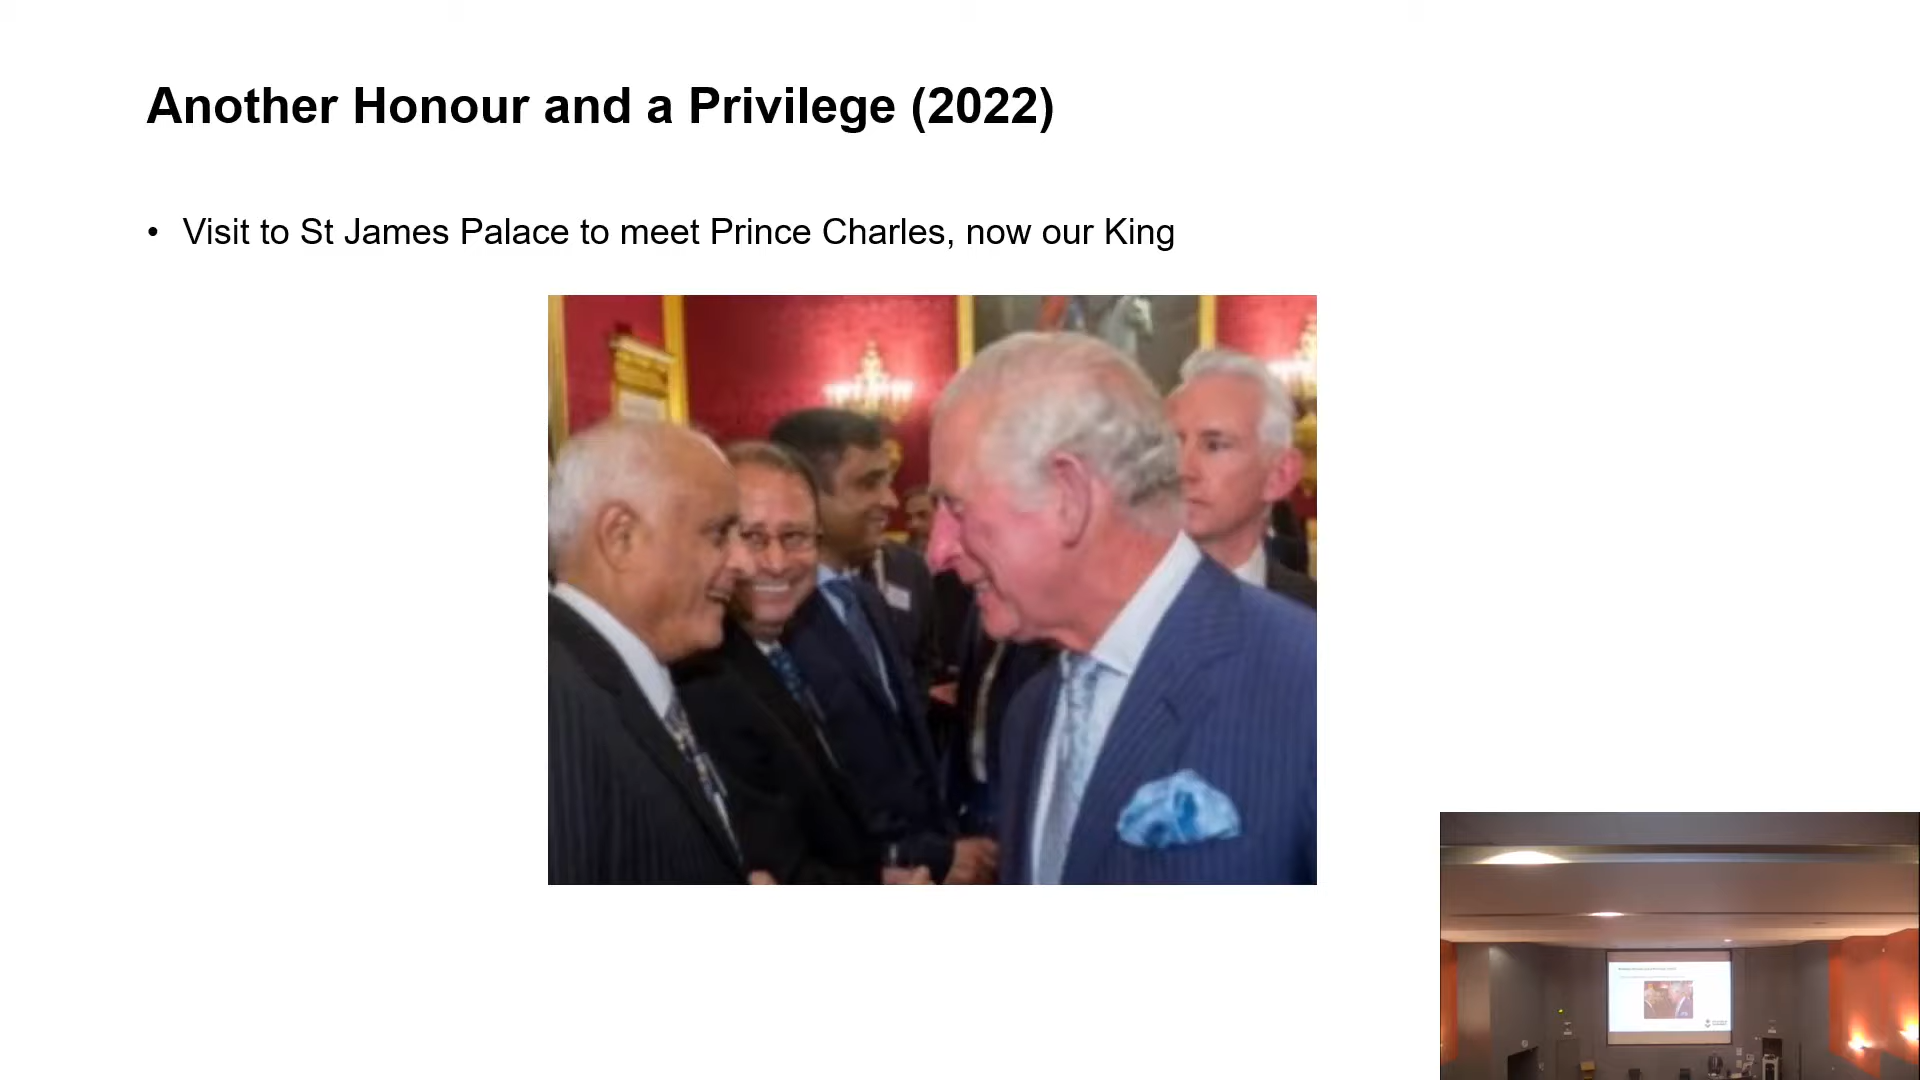 Another Honour and a Privilege (2022)
• Visit to St James Palace to meet Prince Charles, now our King